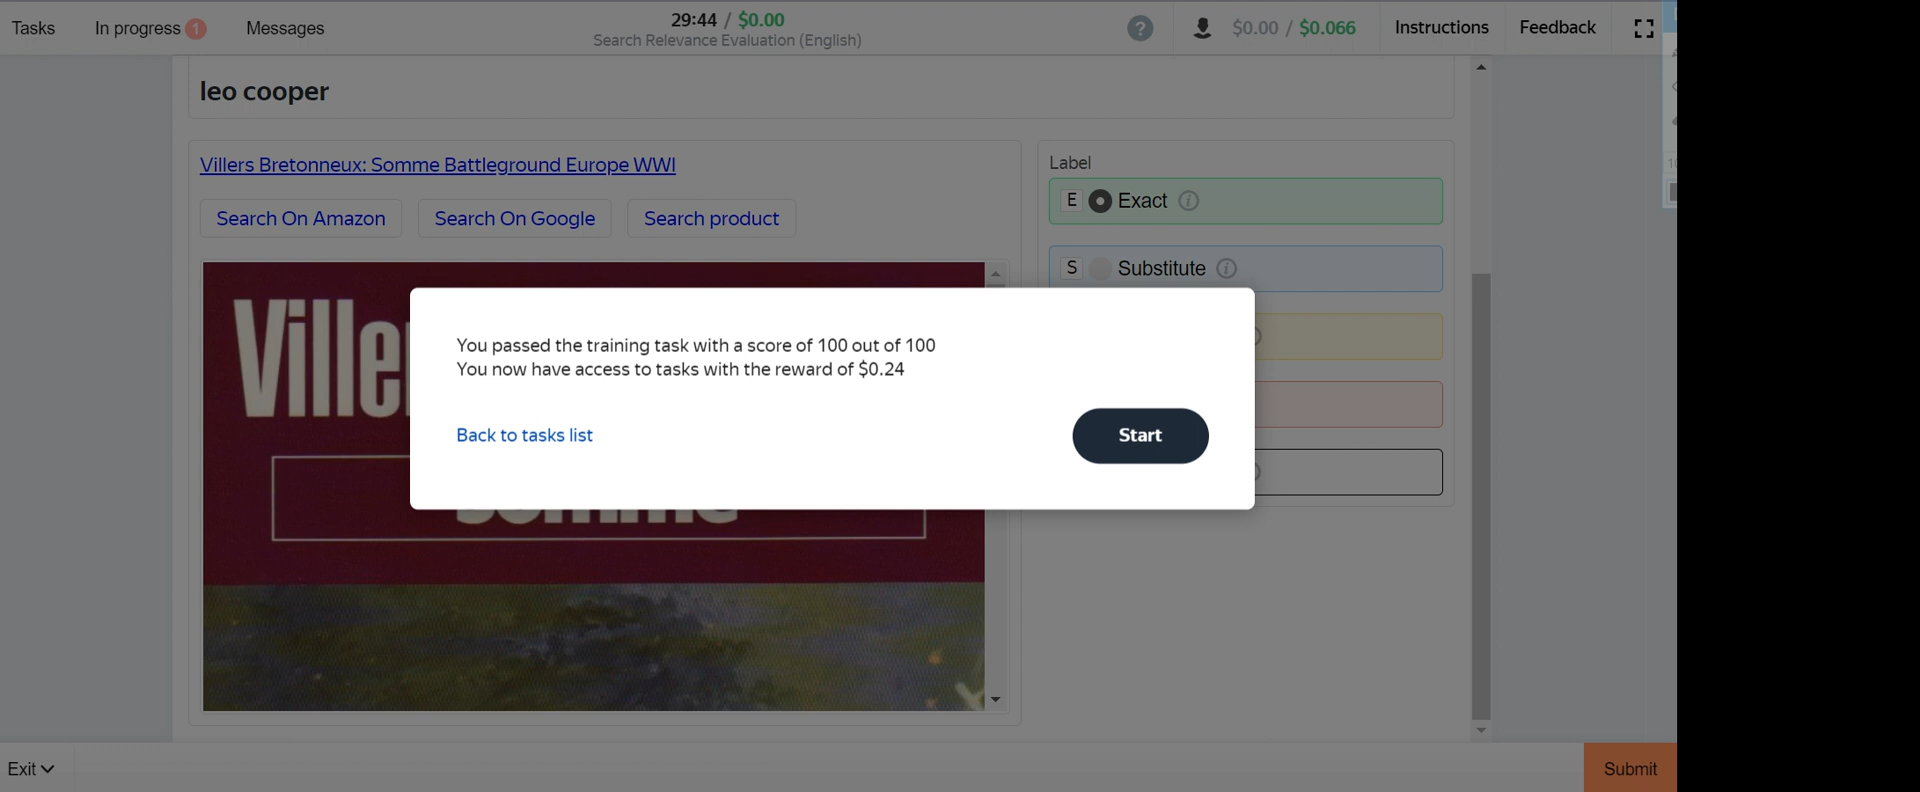 Tasks
In progress 1
Messages
29:44 / $0.00
Search Relevance Evaluation (English)
?
$0.00 / $0.066
Instructions
Feedback
leo cooper
Villers Bretonneux: Somme Battleground Europe WWI
Search On Amazon
Search On Google
Search product
Label
E Exact i
S Substitute i
Ville
You passed the training task with a score of 100 out of 100
You now have access to tasks with the reward of $0.24
Back to tasks list
Start
Exit
Submit